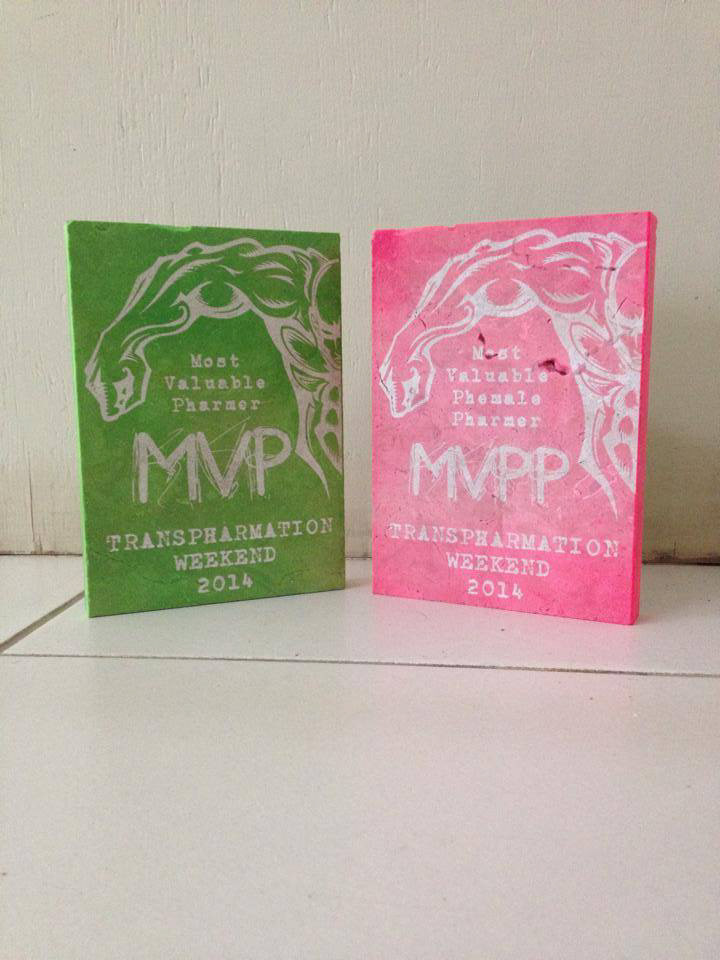 Most
Valuable
Pharmer
MVP
TRANSPHARMATION
WEEKEND
2014
Most
Valuable
Phemale
Pharmer
MVPP
TRANSPHARMATION
WEEKEND
2014